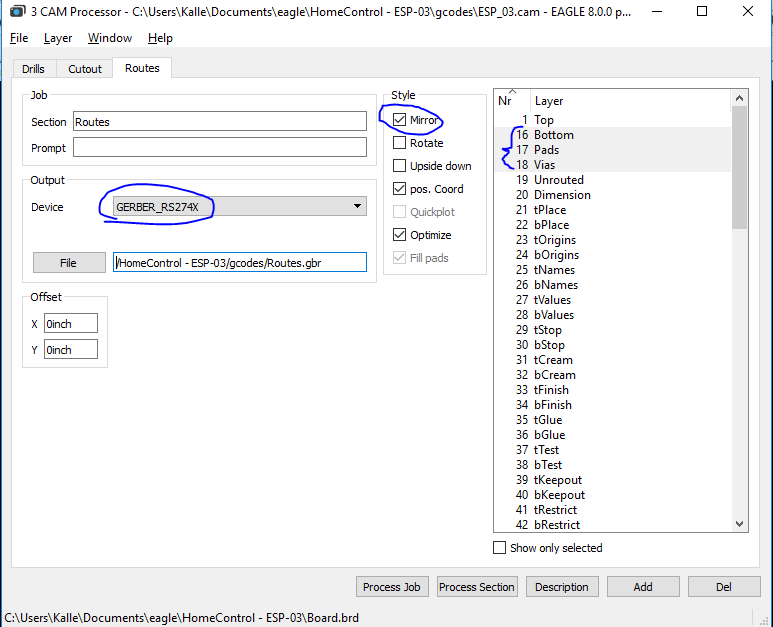 3 CAM Processor - C:\Users\Kalle\Documents\eagle\HomeControl - ESP-03\gcodes\ESP_03.cam - EAGLE 8.0.0 p...
File Layer Window Help
Drills Cutout Routes
Job
Section Routes
Prompt
Output
Device GERBER_RS274X
File /HomeControl - ESP-03/gcodes/Routes.gbr
Offset
X 0inch
Y 0inch
Style
Mirror
Rotate
Upside down
pos. Coord
Quickplot
Optimize
Fill pads
Nr Layer
1 Top
16 Bottom
17 Pads
18 Vias
19 Unrouted
20 Dimension
21 tPlace
22 bPlace
23 tOrigins
24 bOrigins
25 tNames
26 bNames
27 tValues
28 bValues
29 tStop
30 bStop
31 tCream
32 bCream
33 tFinish
34 bFinish
35 tGlue
36 bGlue
37 tTest
38 bTest
39 tKeepout
40 bKeepout
41 tRestrict
42 bRestrict
Show only selected
Process Job Process Section Description Add Del
C:\Users\Kalle\Documents\eagle\HomeControl - ESP-03\Board.brd